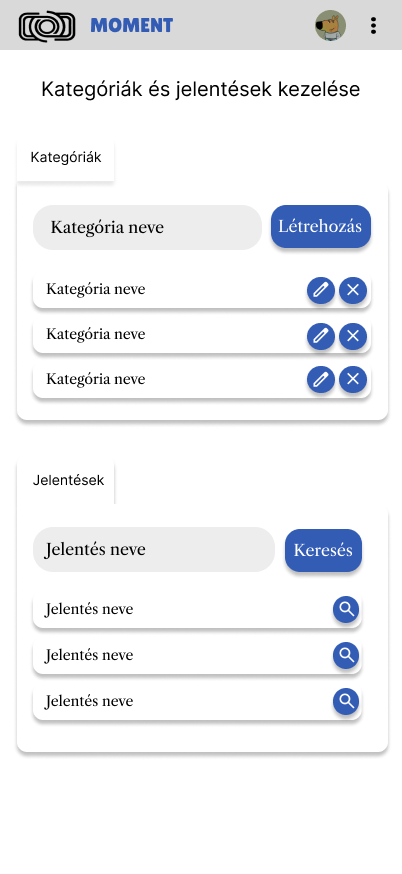 MOMENT
Kategóriák és jelentések kezelése
Kategóriák
Kategória neve
Létrehozás
Kategória neve
Kategória neve
Kategória neve
Jelentések
Jelentés neve
Keresés
Jelentés neve
Jelentés neve
Jelentés neve